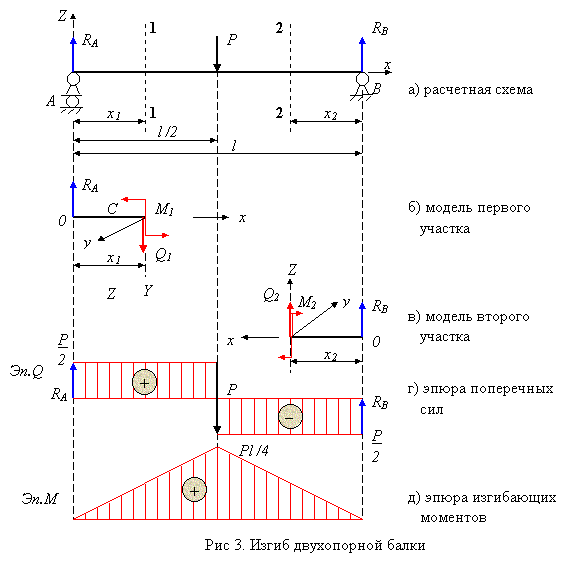 Z
1
2
R_A
P
R_B
x
A
B
а) расчетная схема
x_1
1
2
x_2
l /2
l
R_A
б) модель первого
участка
C
M_1
0
x
y
Q_1
x_1
Z
Y
Z
Q_2
M_2
y
R_B
в) модель второго
участка
x
0
x_2
P
2
Эп.Q
+
R_A
P
R_B
г) эпюра поперечных
сил
–
P
2
Pl /4
Эп.М
+
д) эпюра изгибающих
моментов
Рис 3. Изгиб двухопорной балки